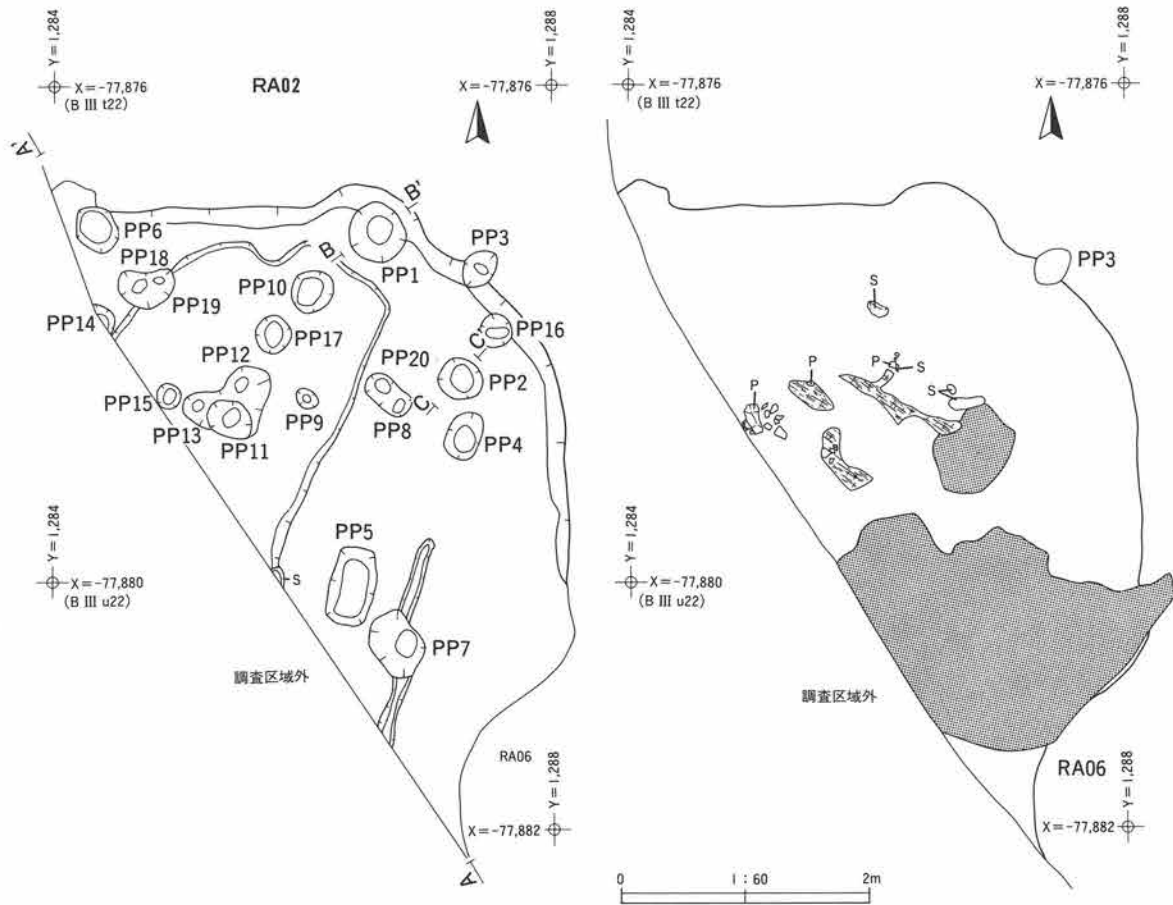 Y=1,284
RA02
Y=1,288
X=-77,876
(B III t22)
X=-77,876
A'
B'
PP6
PP1
PP3
PP18
B
PP10
PP19
PP14
PP17
PP16
C'
PP12
PP20
PP2
PP15
PP9
C
PP13
PP8
PP11
PP4
Y=1,284
PP5
S
X=-77,880
(B III u22)
PP7
調査区域外
RA06
Y=1,288
X=-77,882
A
Y=1,284
Y=1,288
X=-77,876
(B III t22)
X=-77,876
PP3
S
P
P
S
P
S
Y=1,284
X=-77,880
(B III u22)
調査区域外
RA06
Y=1,288
X=-77,882
0
1:60
2m